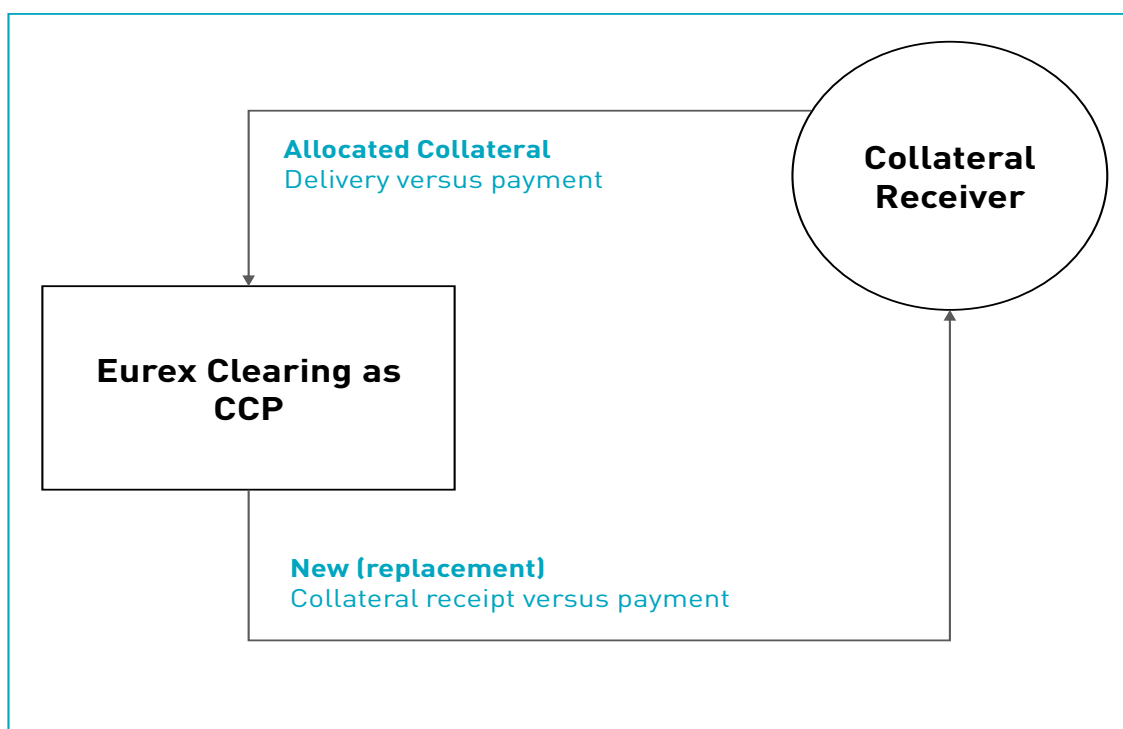 Allocated Collateral
Delivery versus payment
Collateral
Receiver
Eurex Clearing as
CCP
New (replacement)
Collateral receipt versus payment